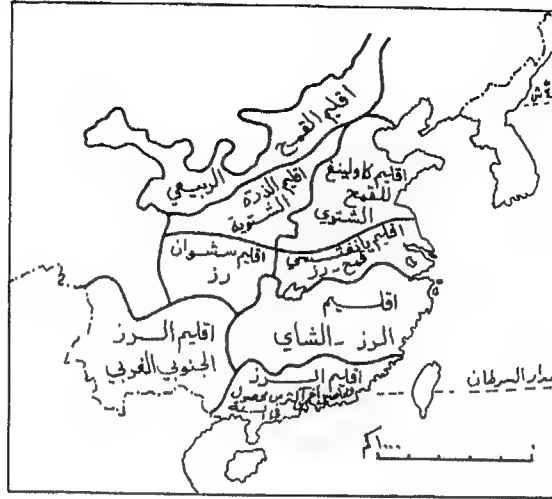 اقليم القمح
الربيعي
اقليم الذرة
الشتوية
اقليم كاولينغ
للقمح
الشتوي
اقليم يانغتسي
قمح - رز
اقليم سشوان
رز
اقليم
الرز - الشاي
اقليم الرز
الجنوبي الغربي
اقليم الرز
محصول
مدار السرطان
١٠٠٠ كم